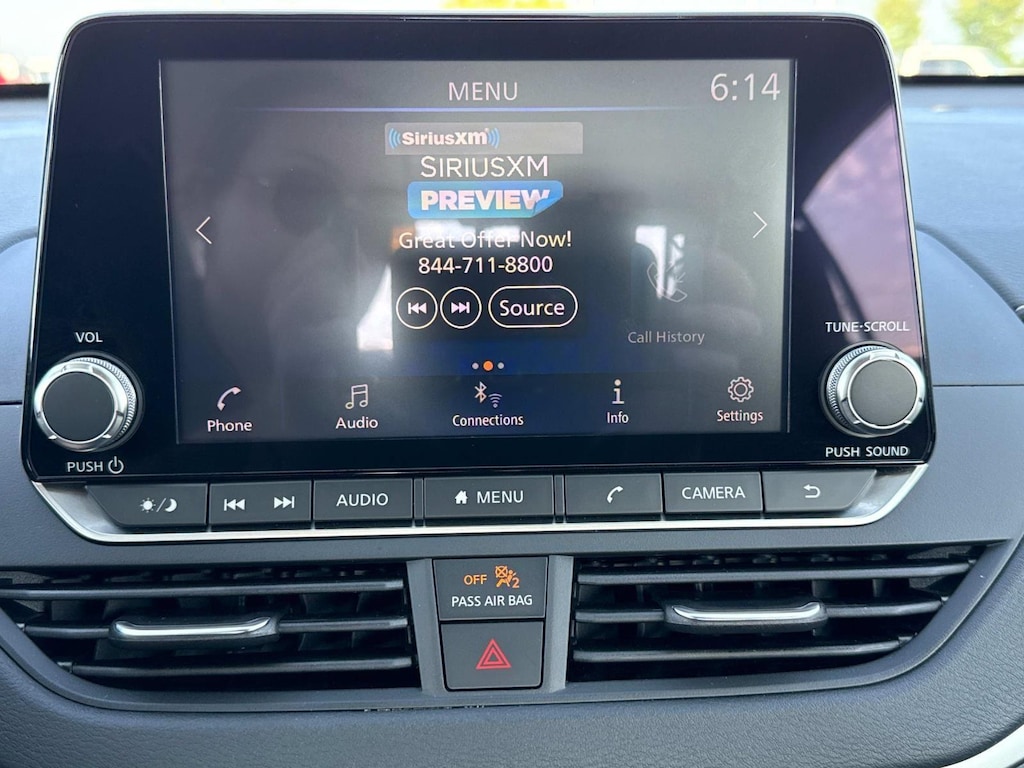 MENU
6:14
SiriusXM
SIRIUSXM
PREVIEW
Great Offer Now!
844-711-8800
Source
Call History
VOL
TUNE·SCROLL
Phone
Audio
Connections
Info
Settings
PUSH
PUSH SOUND
AUDIO
MENU
CAMERA
OFF 2
PASS AIR BAG